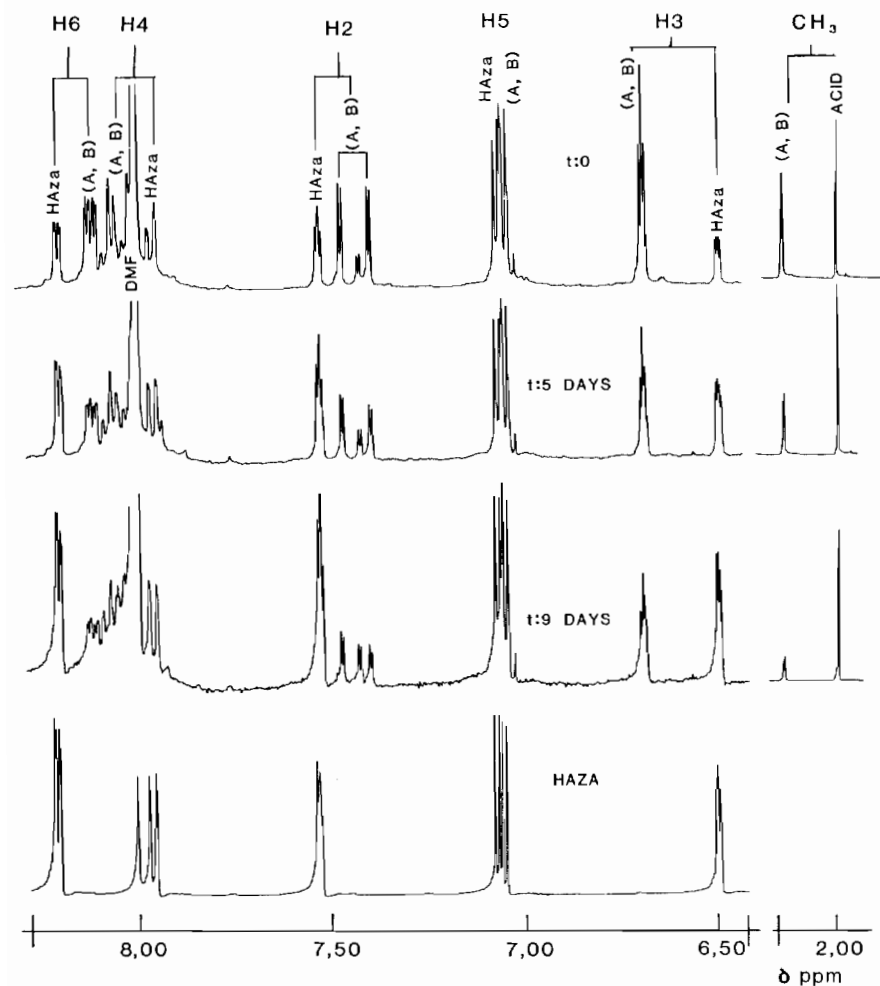 H6 H4 H2 H5 H3 CH3
HAza
(A, B)
(A, B)
HAza
DMF
HAza
(A, B)
HAza
(A, B)
(A, B)
HAza
(A, B)
ACID
t:0
t:5 DAYS
t:9 DAYS
HAZA
8,00 7,50 7,00 6,50 2,00
δ ppm